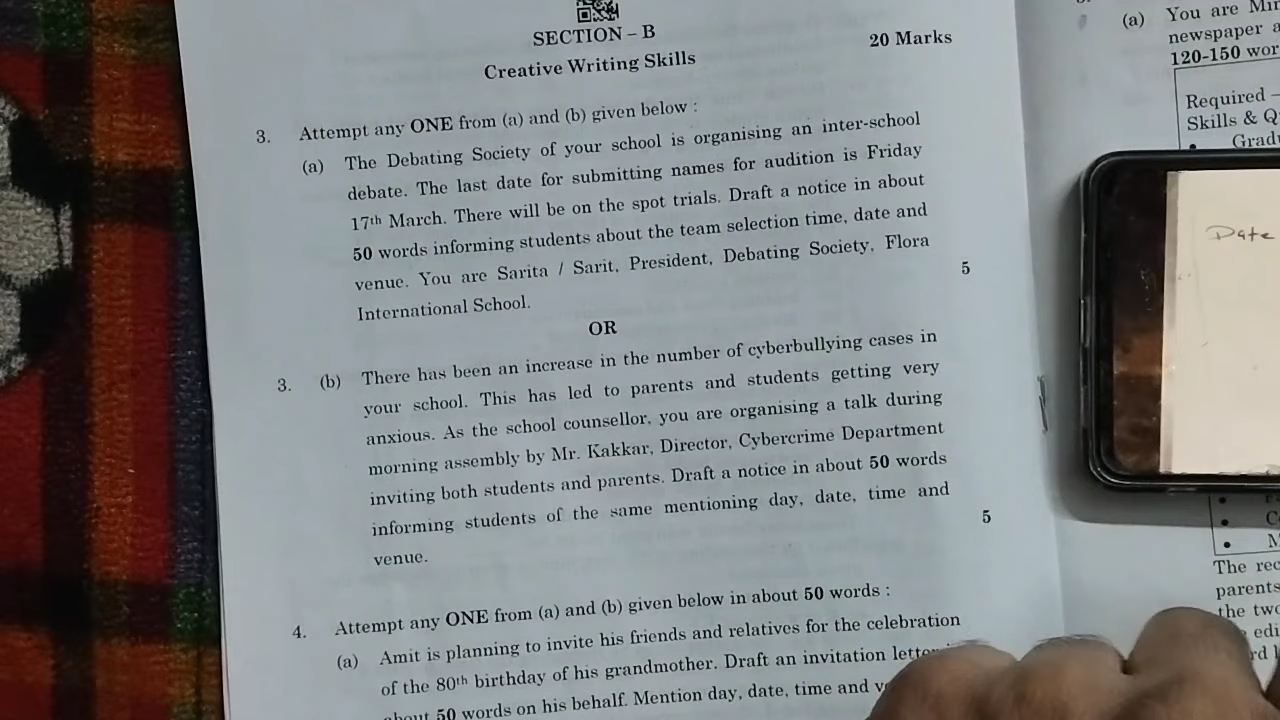 SECTION – B
20 Marks
Creative Writing Skills
3. Attempt any ONE from (a) and (b) given below :
(a) The Debating Society of your school is organising an inter-school
debate. The last date for submitting names for audition is Friday
17th March. There will be on the spot trials. Draft a notice in about
50 words informing students about the team selection time, date and
venue. You are Sarita / Sarit, President, Debating Society, Flora
International School.
5
OR
3. (b) There has been an increase in the number of cyberbullying cases in
your school. This has led to parents and students getting very
anxious. As the school counsellor, you are organising a talk during
morning assembly by Mr. Kakkar, Director, Cybercrime Department
inviting both students and parents. Draft a notice in about 50 words
informing students of the same mentioning day, date, time and
venue.
5
4. Attempt any ONE from (a) and (b) given below in about 50 words :
(a) Amit is planning to invite his friends and relatives for the celebration
of the 80th birthday of his grandmother. Draft an invitation
about 50 words on his behalf. Mention day, date, time and
(a) You are
newspaper
120-150
Required –
Skills &
Date
The
parents
the